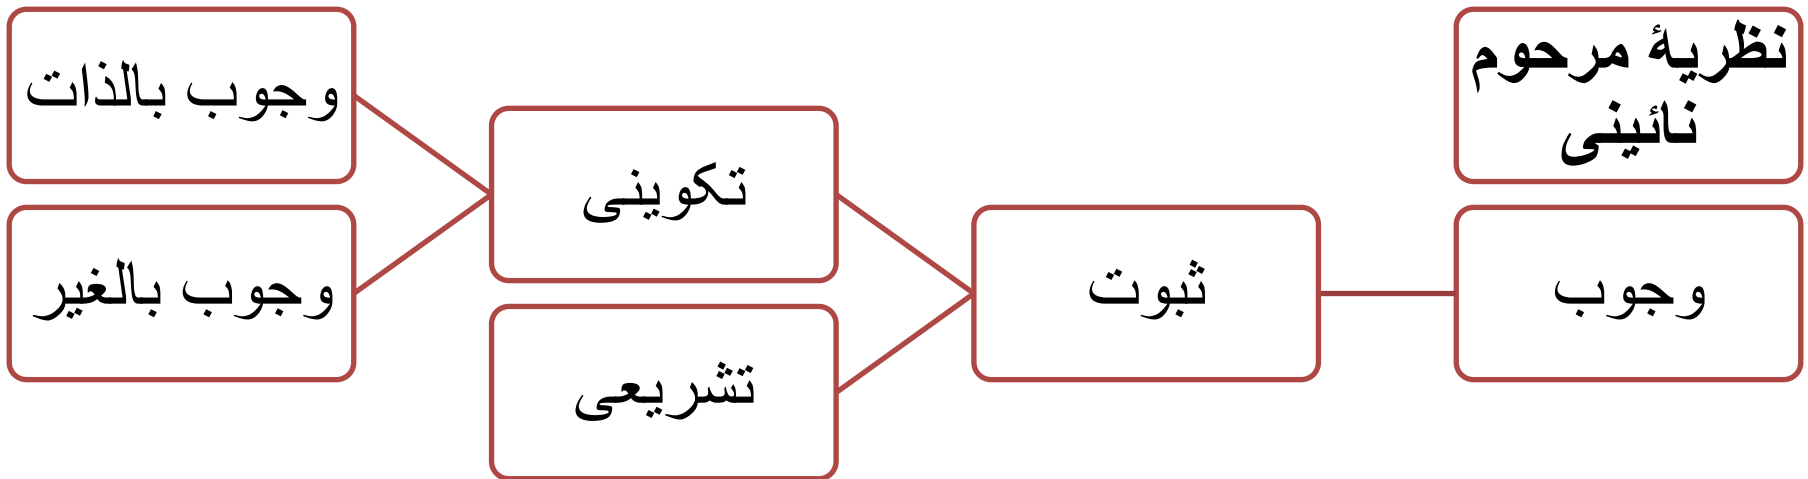 نظریهٔ مرحوم
نائینی
وجوب
ثبوت
تکوینی
تشریعی
وجوب بالذات
وجوب بالغیر